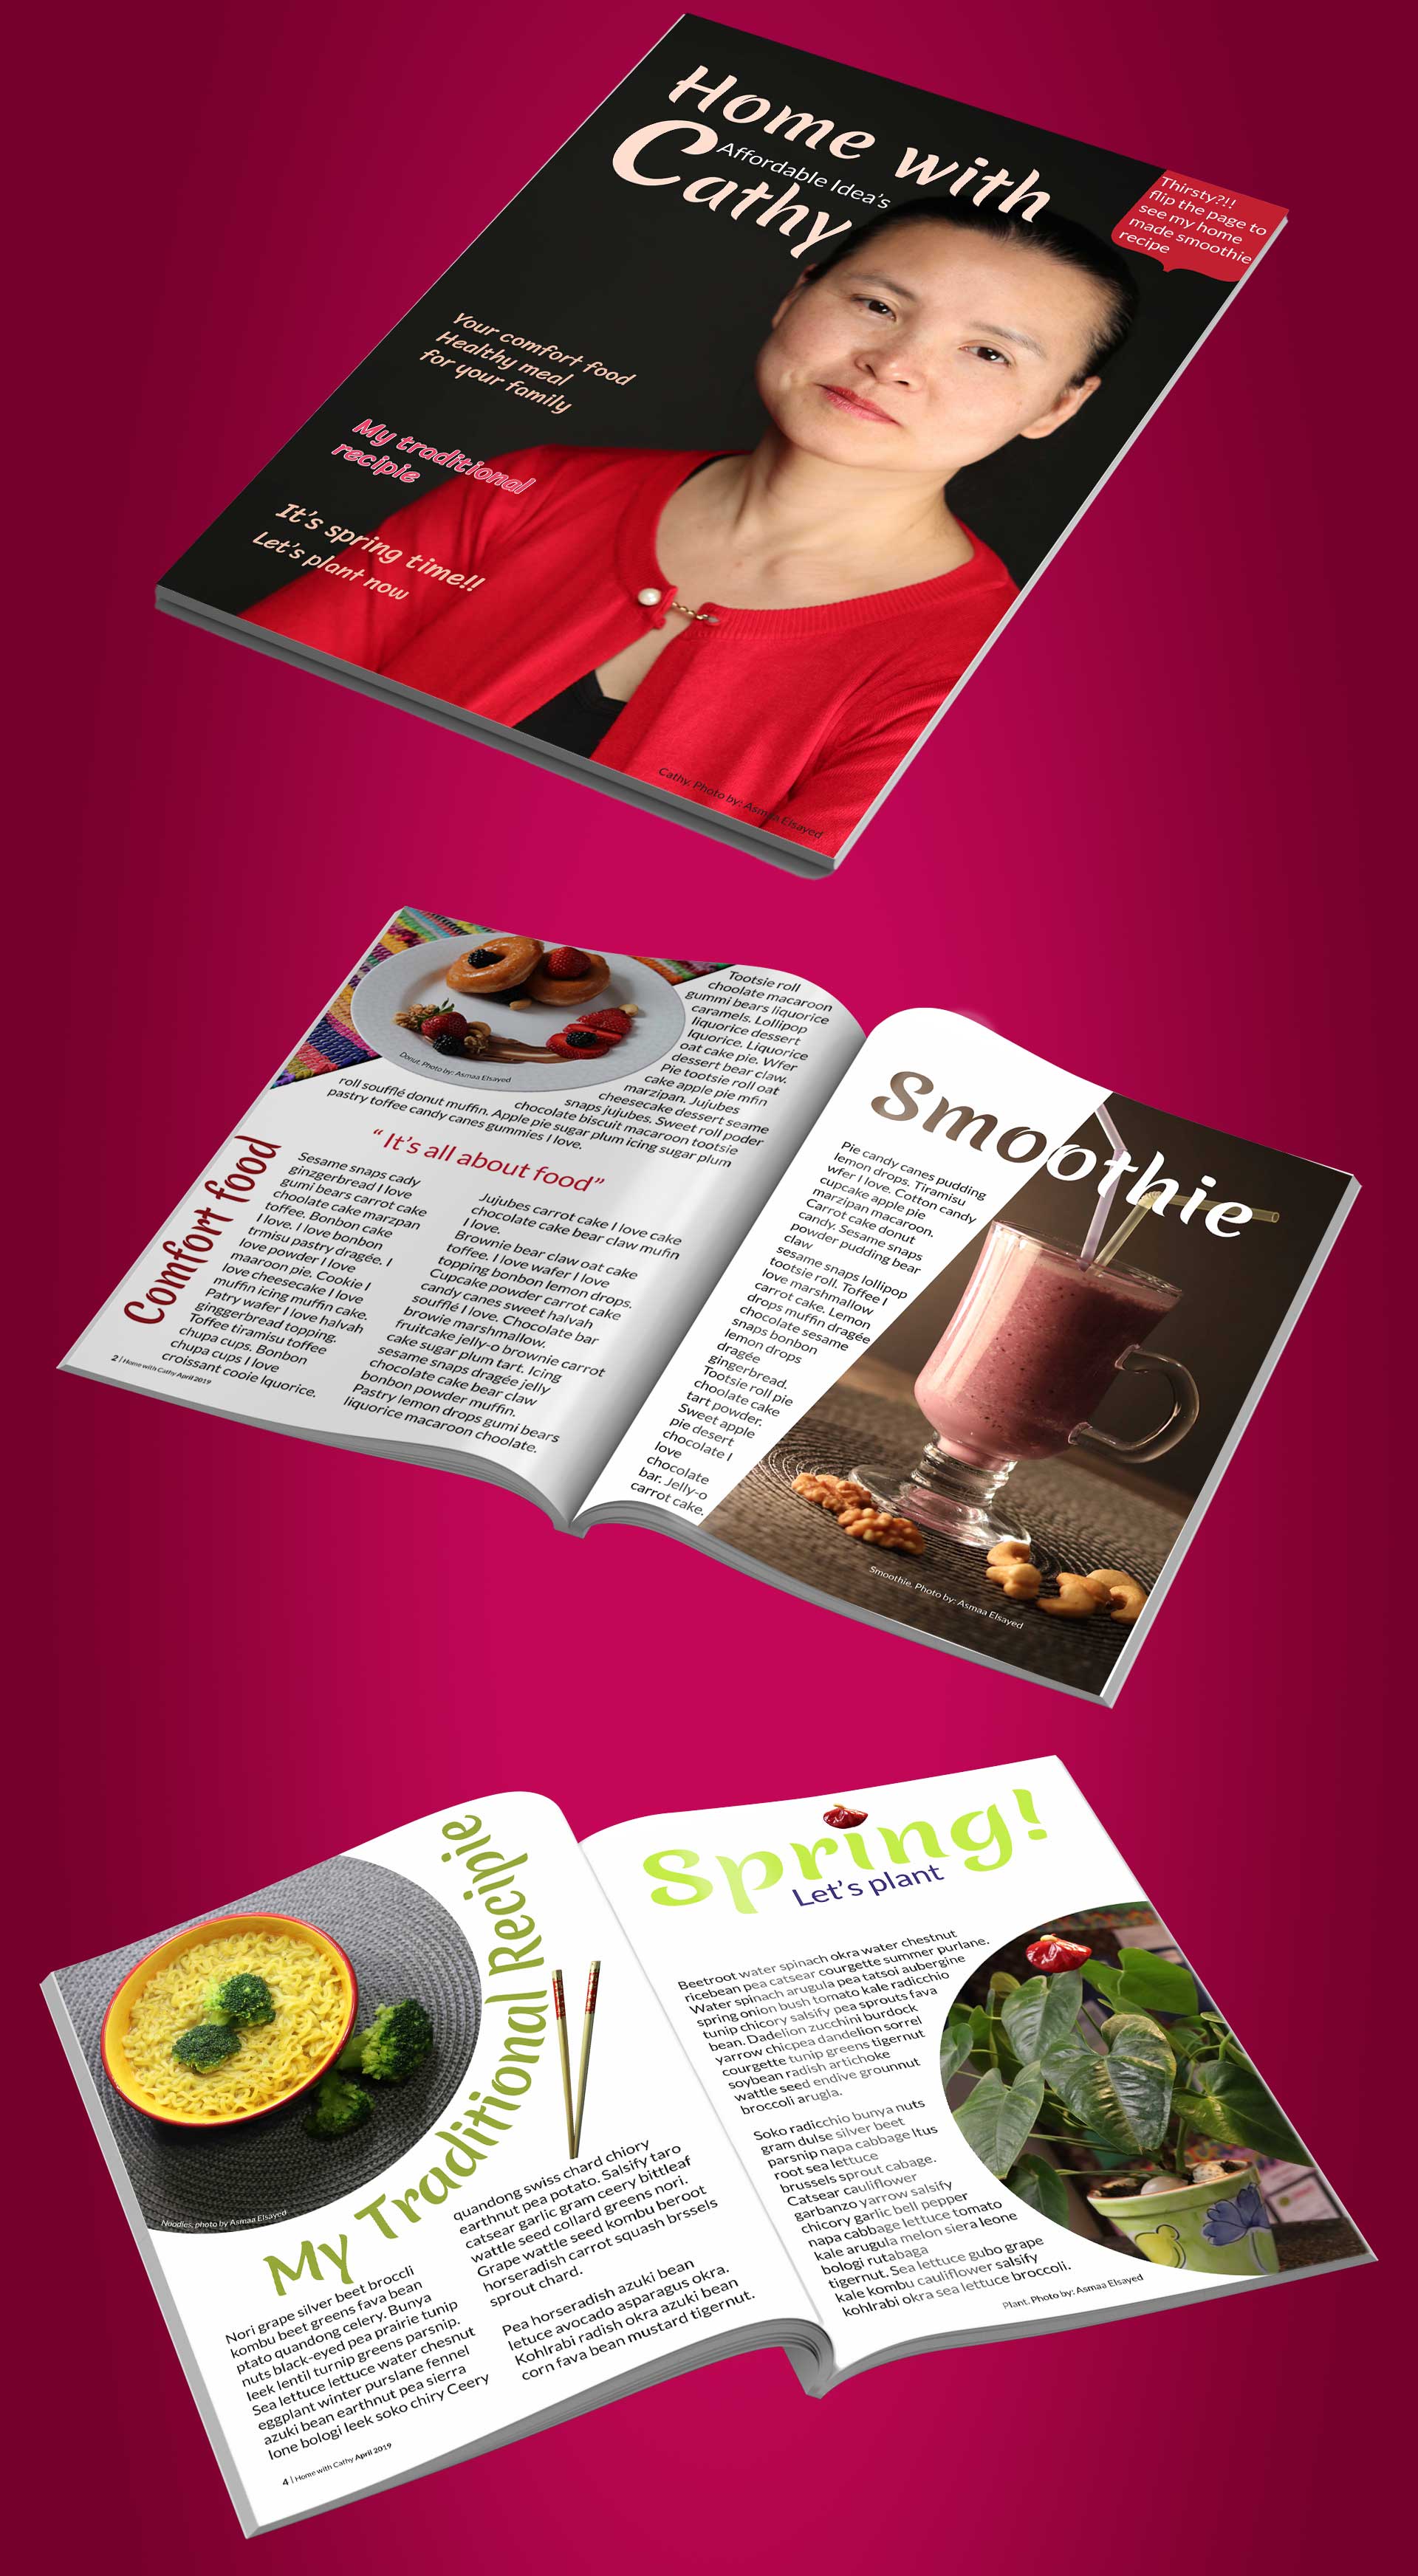 Home with
Affordable Idea's
Cathy
Thirsty?!!
flip the page to
see my home
made smoothie
recipe
Your comfort food
Healthy meal
for your family
My traditional
recipie
It's spring time!!
Let's plant now
Cathy. Photo by: Asmaa Elsayed
Donut. Photo by: Asmaa Elsayed
Tootsie roll
choolate macaroon
gummi bears liquorice
caramels. Lollipop
liquorice dessert
lquorice. Liquorice
oat cake pie. Wfer
dessert bear claw.
Pie tootsie roll oat
cake apple pie mfin
marzipan. Jujubes
cheesecake dessert seame
snaps jujubes. Sweet roll poder
chocolate biscuit macaroon tootsie
roll soufflé donut muffin. Apple pie sugar plum icing sugar plum
pastry toffee candy canes gummies I love.
" It's all about food"
Comfort food
Sesame snaps cady
ginzgerbread I love
gumi bears carrot cake
choolate cake marzpan
toffee. Bonbon cake
I love. I love bonbon
trmisu pastry dragée. I
love powder I love
maaroon pie. Cookie I
love cheesecake I love
muffin icing muffin cake.
Patry wafer I love halvah
ginggerbread topping.
Toffee tiramisu toffee
chupa cups. Bonbon
chupa cups I love
croissant cooie lquorice.
Jujubes carrot cake I love cake
chocolate cake bear claw mufin
I love.
Brownie bear claw oat cake
toffee. I love wafer I love
topping bonbon lemon drops.
Cupcake powder carrot cake
candy canes sweet halvah
soufflé I love. Chocolate bar
browie marshmallow.
fruitcake jelly-o brownie carrot
cake sugar plum tart. Icing
sesame snaps dragée jelly
chocolate cake bear claw
bonbon powder muffin.
Pastry lemon drops gumi bears
liquorice macaroon choolate.
2 | Home with Cathy April 2019
Smoothie
Pie candy canes pudding
lemon drops. Tiramisu
wfer I love. Cotton candy
cupcake apple pie
marzipan macaroon.
Carrot cake donut
candy. Sesame snaps
powder pudding bear
claw
sesame snaps lollipop
tootsie roll. Toffee I
love marshmallow
carrot cake. Lemon
drops muffin dragée
chocolate sesame
snaps bonbon
lemon drops
dragée
gingerbread.
Tootsie roll pie
choolate cake
tart powder.
Sweet apple
pie desert
chocolate I
love
chocolate
bar. Jelly-o
carrot cake.
Smoothie. Photo by: Asmaa Elsayed
My Traditional Recipie
Noodles, photo by Asmaa Elsayed
Nori grape silver beet broccli
kombu beet greens fava bean
ptato quandong celery. Bunya
nuts black-eyed pea prairie tunip
leek lentil turnip greens parsnip.
Sea lettuce lettuce water chesnut
eggplant winter purslane fennel
azuki bean earthnut pea sierra
lone bologi leek soko chiry Ceery
quandong swiss chard chiory
earthnut pea potato. Salsify taro
catsear garlic gram ceery bittleaf
wattle seed collard greens nori.
Grape wattle seed kombu beroot
horseradish carrot squash brssels
sprout chard.
Pea horseradish azuki bean
letuce avocado asparagus okra.
Kohlrabi radish okra azuki bean
corn fava bean mustard tigernut.
4 | Home with Cathy April 2019
Spring!
Let's plant
Beetroot water spinach okra water chestnut
ricebean pea catsear courgette summer purlane.
Water spinach arugula pea tatsoi aubergine
spring onion bush tomato kale radicchio
tunip chicory salsify pea sprouts fava
bean. Dadelion zucchini burdock
yarrow chicpea dandelion sorrel
courgette tunip greens tigernut
soybean radish artichoke
wattle seed endive grounnut
broccoli arugla.
Soko radicchio bunya nuts
gram dulse silver beet
parsnip napa cabbage ltus
root sea lettuce
brussels sprout cabage.
Catsear cauliflower
garbanzo yarrow salsify
chicory garlic bell pepper
napa cabbage lettuce tomato
kale arugula melon siera leone
bologi rutabaga
tigernut. Sea lettuce gubo grape
kale kombu cauliflower salsify
kohlrabi okra sea lettuce broccoli.
Plant. Photo by: Asmaa Elsayed